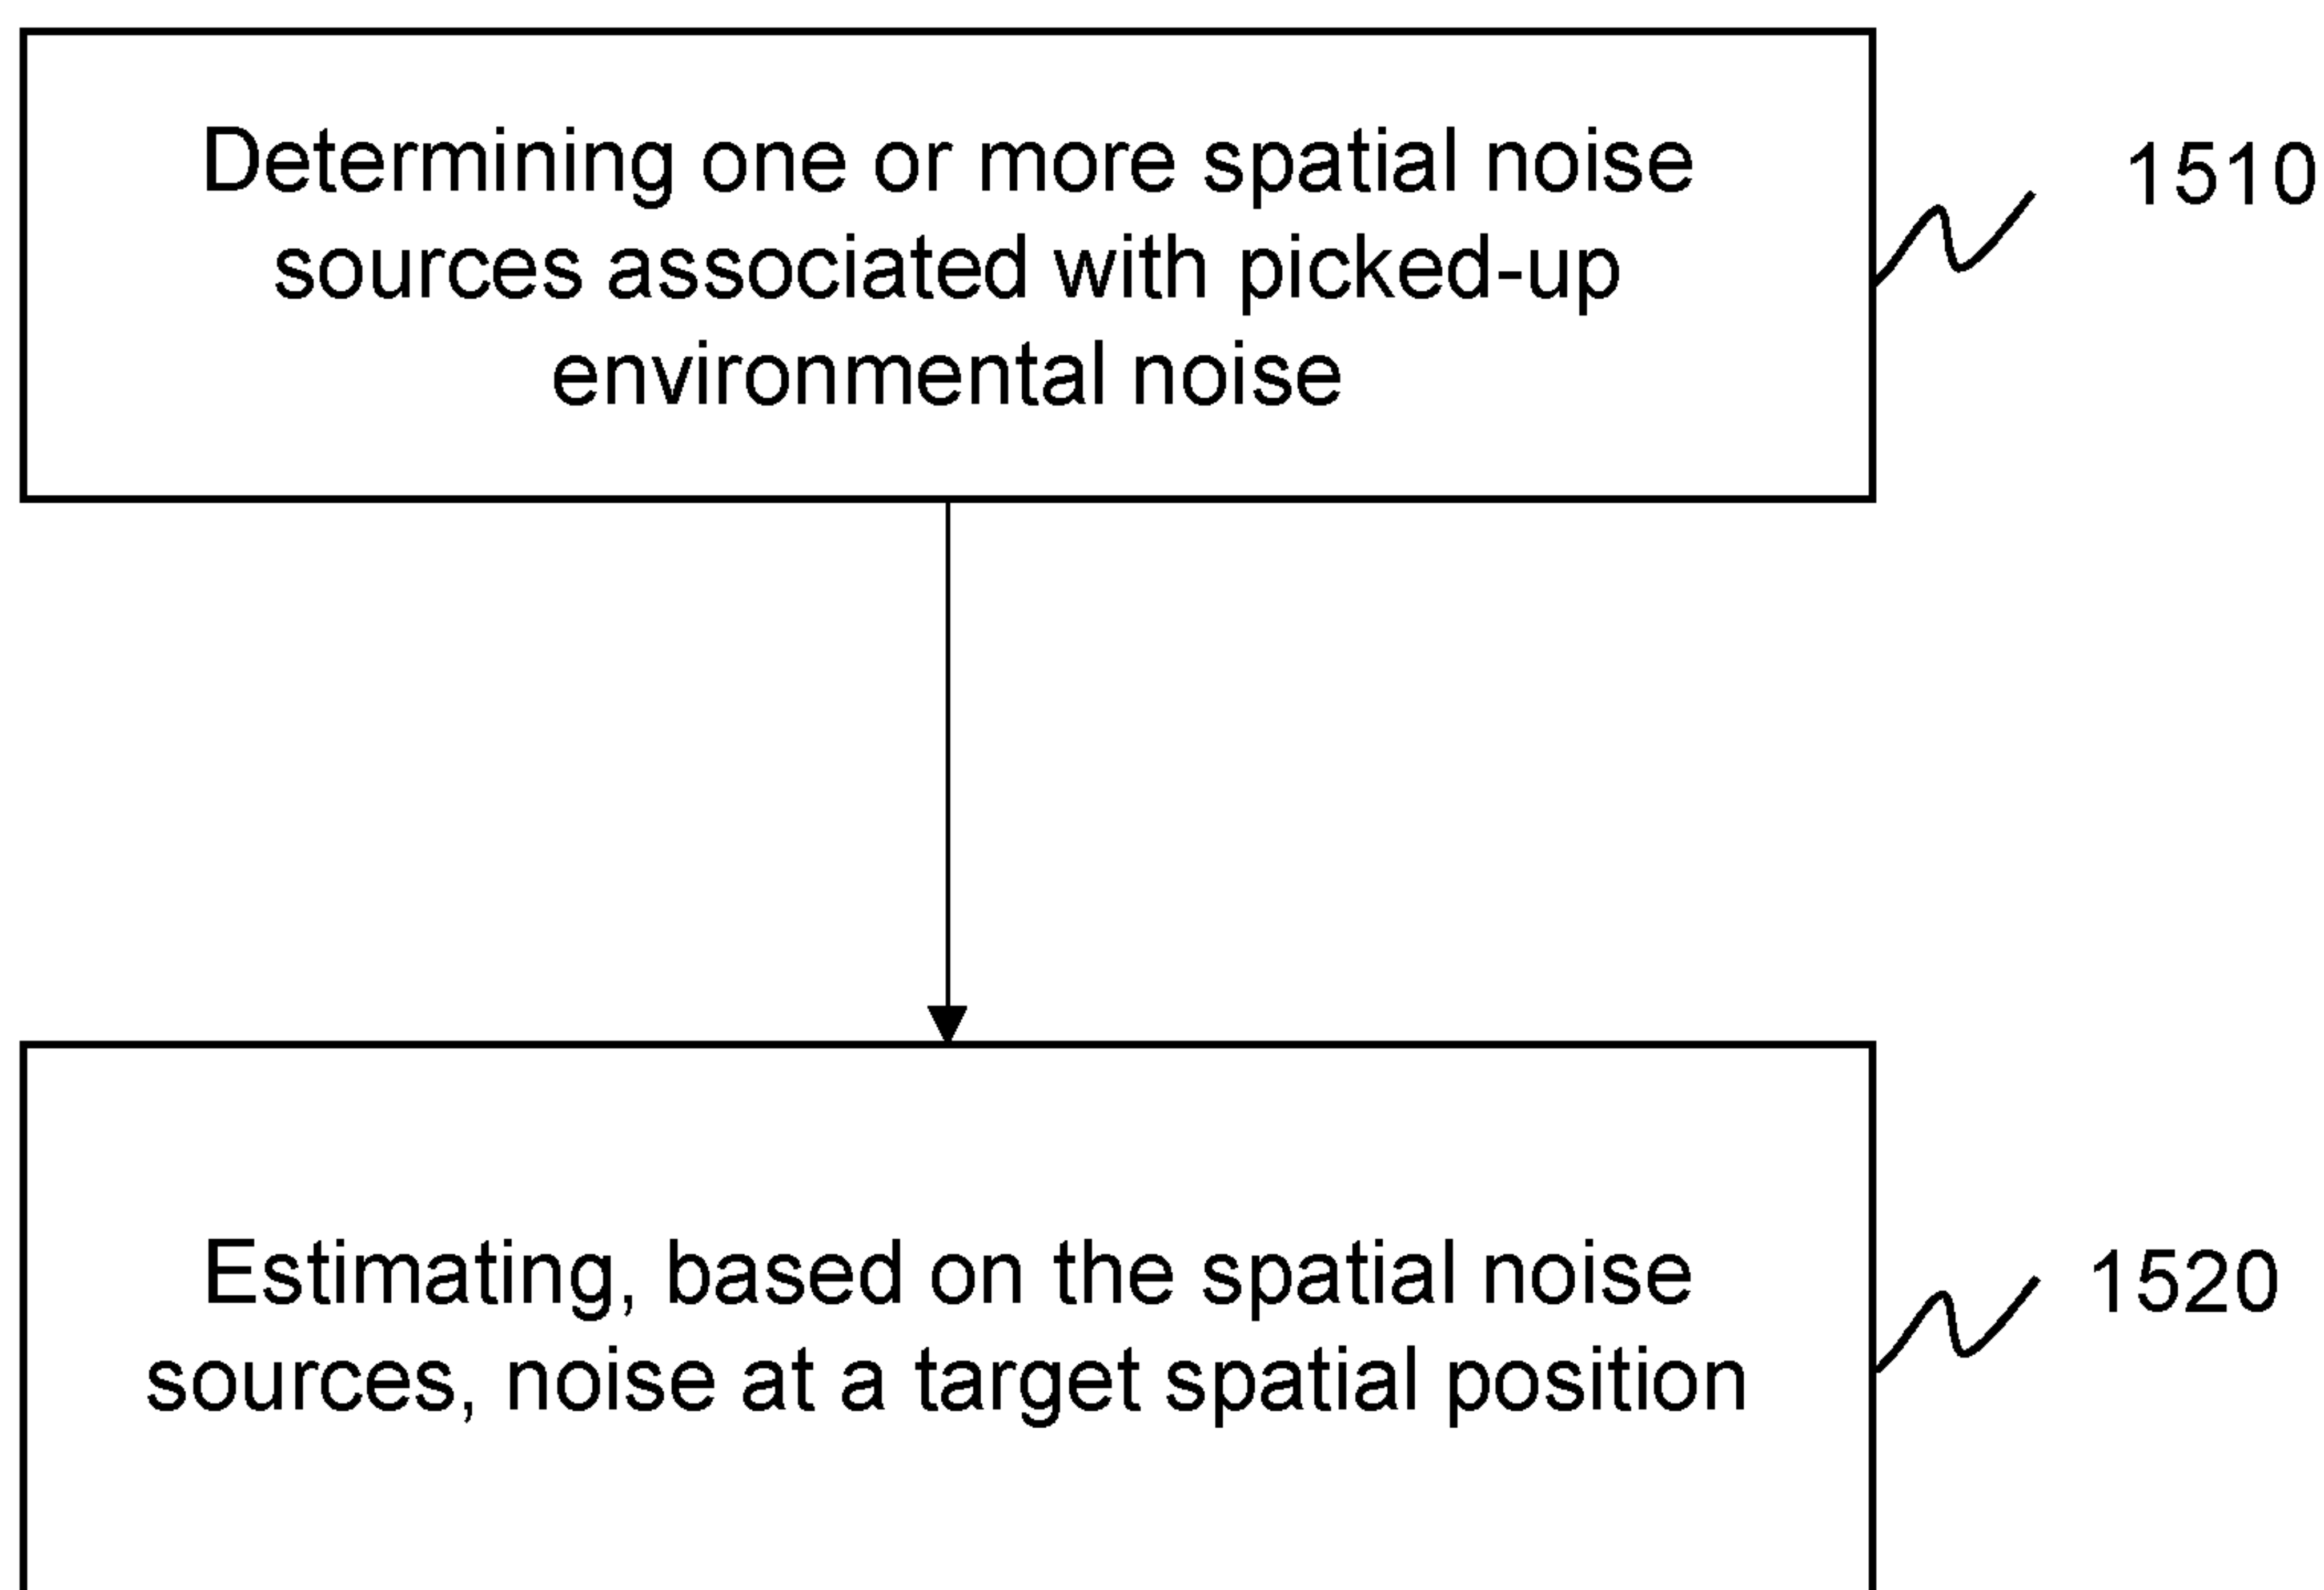 Determining one or more spatial noise
sources associated with picked-up
environmental noise
1510
Estimating, based on the spatial noise
sources, noise at a target spatial position
1520